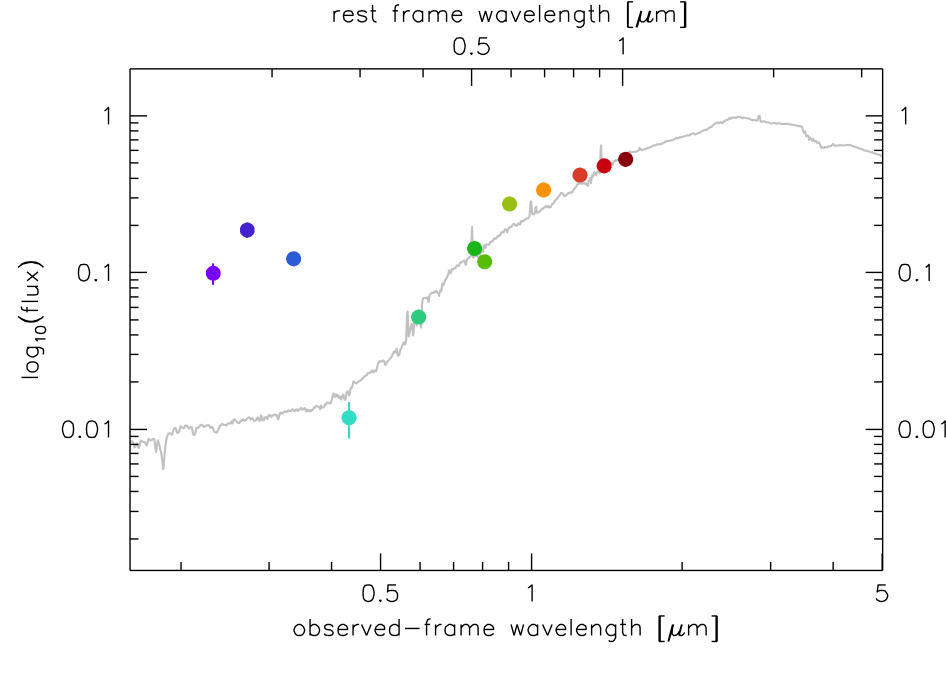 rest frame wavelength [μm]
0.5 1
1 1
0.1 0.1
log10(flux)
0.01 0.01
0.5 1 5
observed-frame wavelength [μm]